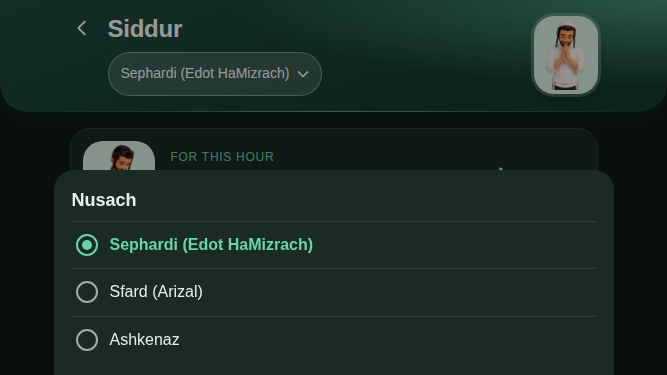 Siddur
Sephardi (Edot HaMizrach)
FOR THIS HOUR
Nusach
Sephardi (Edot HaMizrach)
Sfard (Arizal)
Ashkenaz